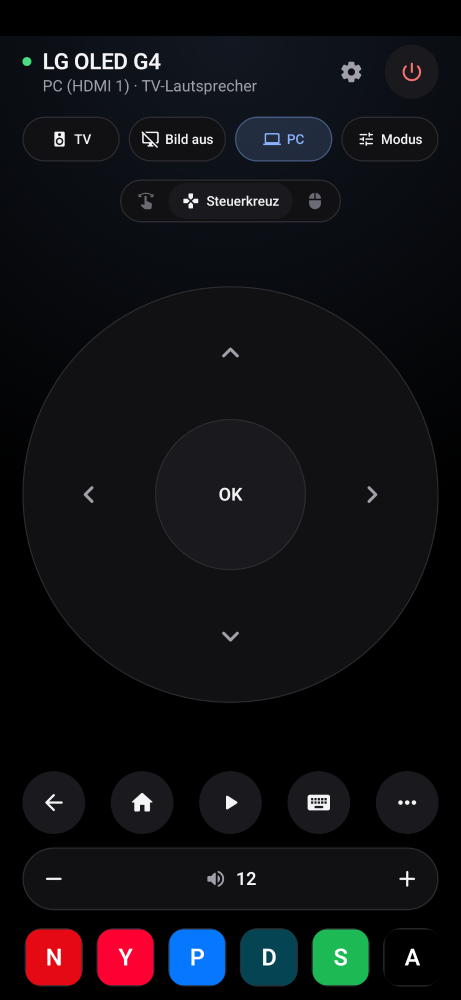 LG OLED G4
PC (HDMI 1) · TV-Lautsprecher
TV
Bild aus
PC
Modus
Steuerkreuz
OK
12
N
Y
P
D
S
A